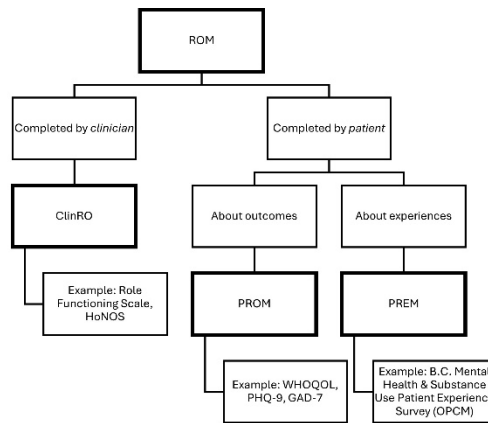 ROM
Completed by clinician
Completed by patient
ClinRO
About outcomes
About experiences
Example: Role
Functioning Scale,
HoNOS
PROM
PREM
Example: WHOQOL,
PHQ-9, GAD-7
Example: B.C. Mental
Health & Substance
Use Patient Experience
Survey (OPCM)